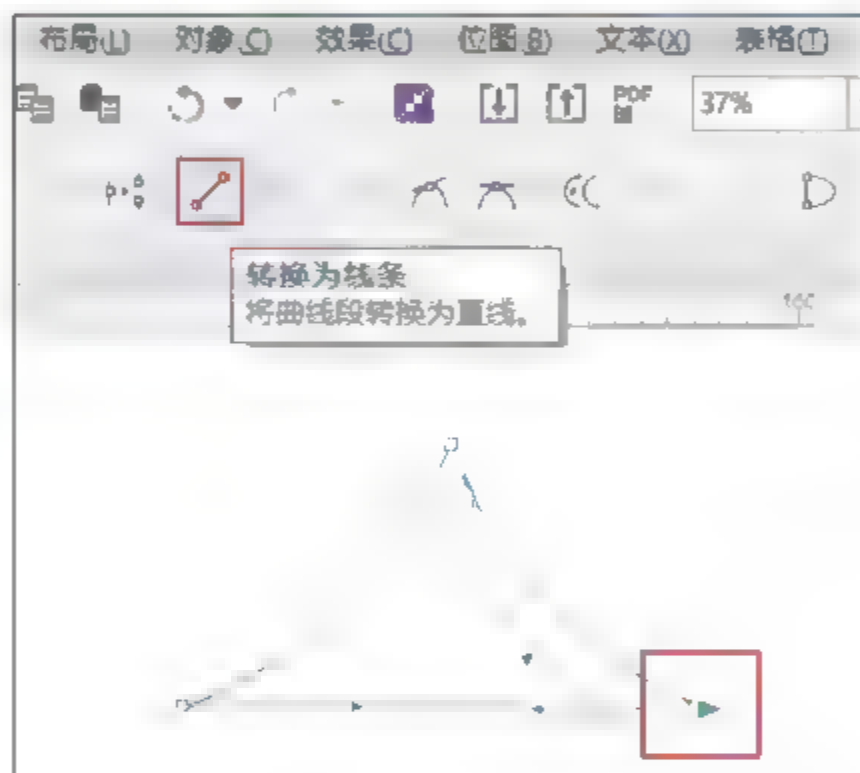 布局(L) 对象(C) 效果(C) 位图(B) 文本(X) 表格(T)
PDF 37%
转换为线条
将曲线段转换为直线。